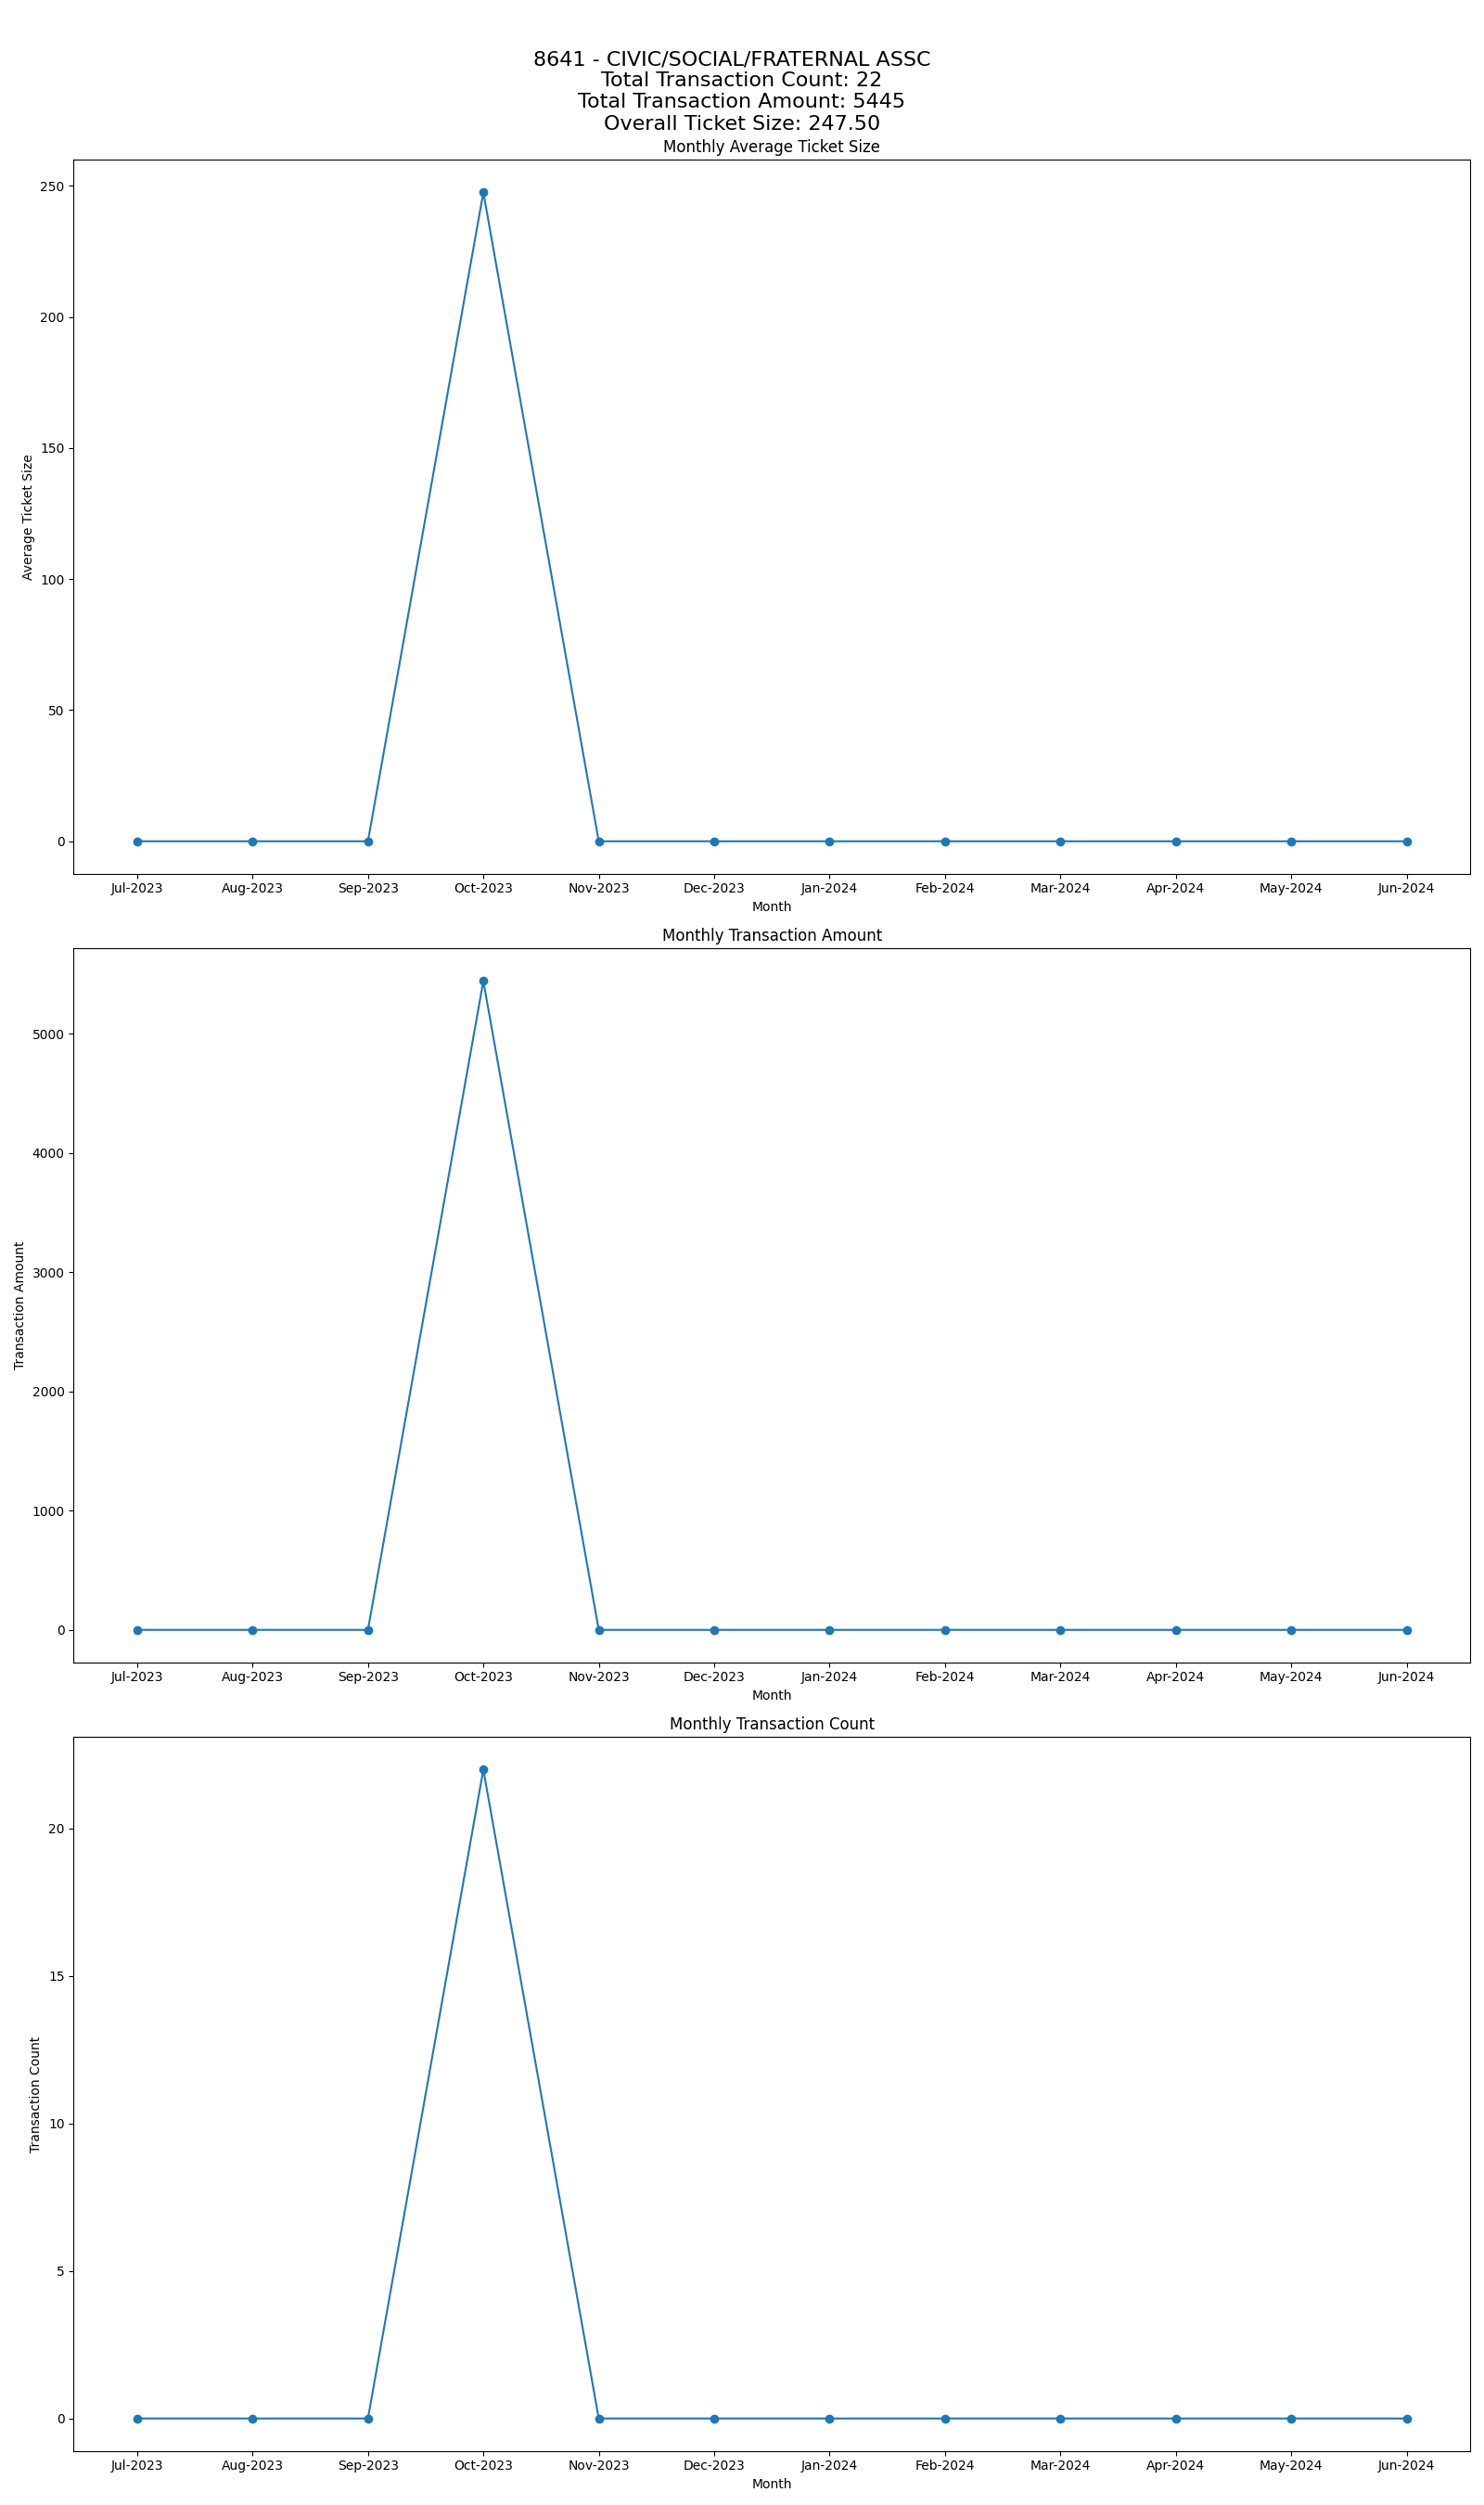 8641 - CIVIC/SOCIAL/FRATERNAL ASSC
Total Transaction Count: 22
Total Transaction Amount: 5445
Overall Ticket Size: 247.50
Monthly Average Ticket Size
250
200
150
100
50
0
Average Ticket Size
Jul-2023 Aug-2023 Sep-2023 Oct-2023 Nov-2023 Dec-2023 Jan-2024 Feb-2024 Mar-2024 Apr-2024 May-2024 Jun-2024
Month
Monthly Transaction Amount
5000
4000
3000
2000
1000
0
Transaction Amount
Jul-2023 Aug-2023 Sep-2023 Oct-2023 Nov-2023 Dec-2023 Jan-2024 Feb-2024 Mar-2024 Apr-2024 May-2024 Jun-2024
Month
Monthly Transaction Count
20
15
10
5
0
Transaction Count
Jul-2023 Aug-2023 Sep-2023 Oct-2023 Nov-2023 Dec-2023 Jan-2024 Feb-2024 Mar-2024 Apr-2024 May-2024 Jun-2024
Month